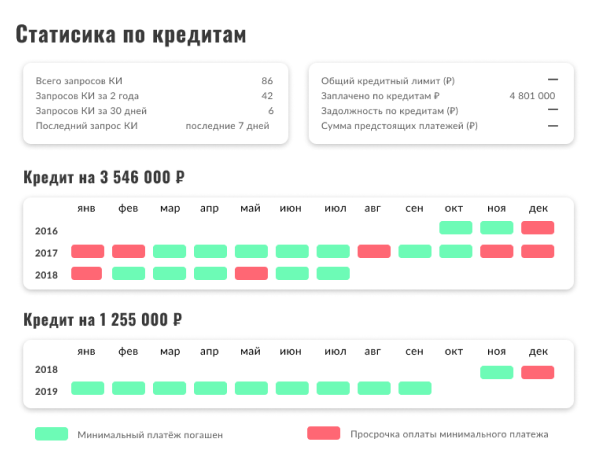 Статисика по кредитам
Всего запросов КИ 86
Запросов КИ за 2 года 42
Запросов КИ за 30 дней 6
Последний запрос КИ последние 7 дней
Общий кредитный лимит (₽) —
Заплачено по кредитам ₽ 4 801 000
Задолжность по кредитам (₽) —
Сумма предстоящих платежей (₽) —
Кредит на 3 546 000 ₽
янв фев мар апр май июн июл авг сен окт ноя дек
2016
2017
2018
Кредит на 1 255 000 ₽
янв фев мар апр май июн июл авг сен окт ноя дек
2018
2019
Минимальный платёж погашен
Просрочка оплаты минимального платежа